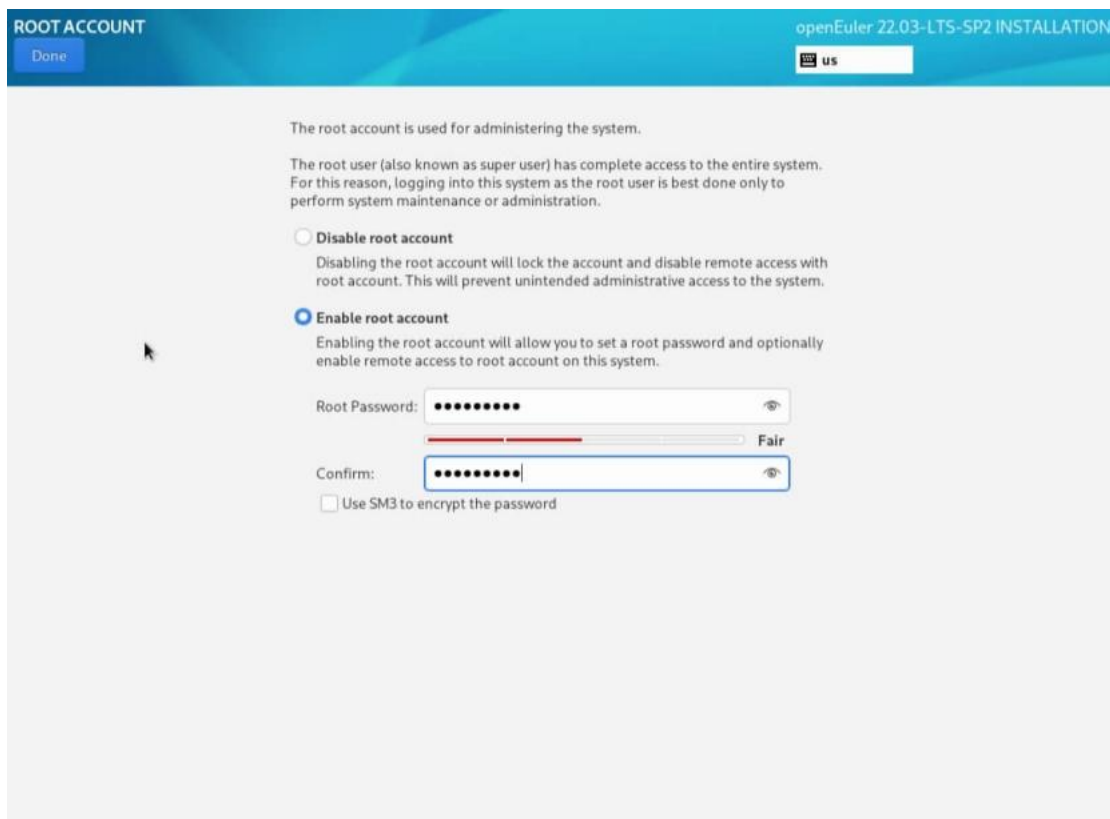 ROOT ACCOUNT
openEuler 22.03-LTS-SP2 INSTALLATION
Done
us
The root account is used for administering the system.
The root user (also known as super user) has complete access to the entire system.
For this reason, logging into this system as the root user is best done only to
perform system maintenance or administration.
Disable root account
Disabling the root account will lock the account and disable remote access with
root account. This will prevent unintended administrative access to the system.
Enable root account
Enabling the root account will allow you to set a root password and optionally
enable remote access to root account on this system.
Root Password: •••••••••
Fair
Confirm: •••••••••
Use SM3 to encrypt the password